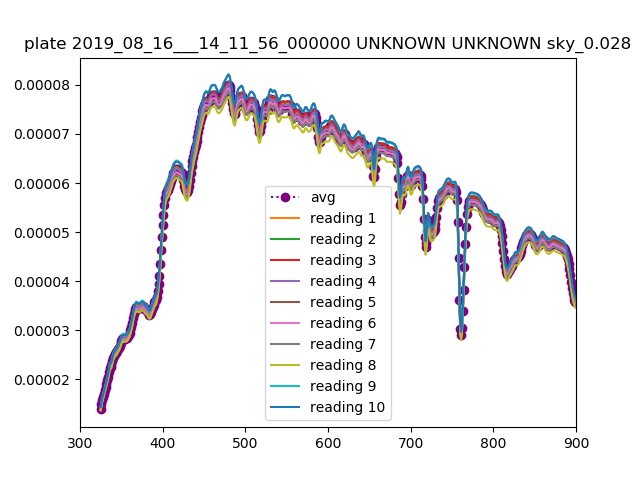 plate 2019_08_16___14_11_56_000000 UNKNOWN UNKNOWN sky_0.028
0.00008
0.00007
0.00006
0.00005
0.00004
0.00003
0.00002
avg
reading 1
reading 2
reading 3
reading 4
reading 5
reading 6
reading 7
reading 8
reading 9
reading 10
300 400 500 600 700 800 900